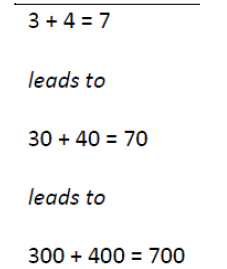 3 + 4 = 7
leads to
30 + 40 = 70
leads to
300 + 400 = 700